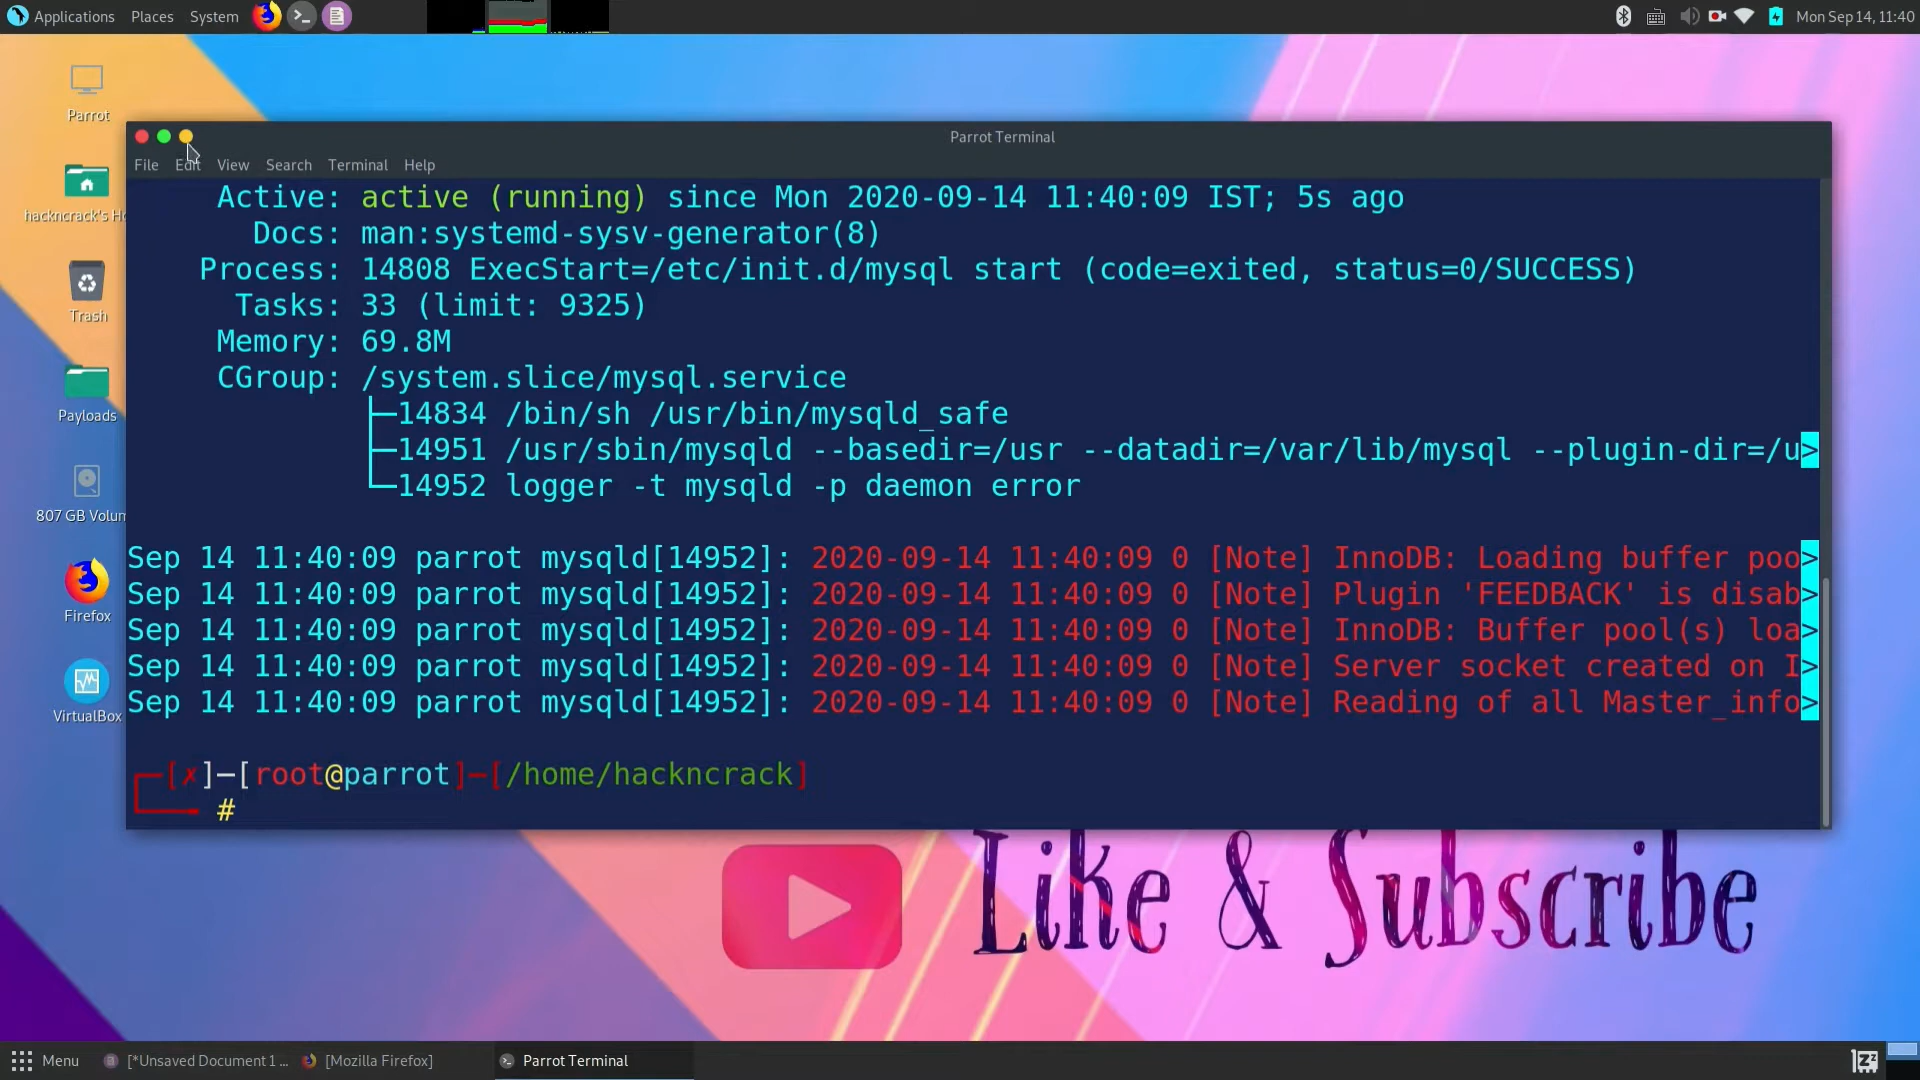 Applications Places System Mon Sep 14, 11:40
Parrot
hackncrack's H
Trash
Payloads
807 GB Volum
Firefox
VirtualBox
Parrot Terminal
File Edit View Search Terminal Help
Active: active (running) since Mon 2020-09-14 11:40:09 IST; 5s ago
Docs: man:systemd-sysv-generator(8)
Process: 14808 ExecStart=/etc/init.d/mysql start (code=exited, status=0/SUCCESS)
Tasks: 33 (limit: 9325)
Memory: 69.8M
CGroup: /system.slice/mysql.service
├─14834 /bin/sh /usr/bin/mysqld_safe
├─14951 /usr/sbin/mysqld --basedir=/usr --datadir=/var/lib/mysql --plugin-dir=/u>
└─14952 logger -t mysqld -p daemon error
Sep 14 11:40:09 parrot mysqld[14952]: 2020-09-14 11:40:09 0 [Note] InnoDB: Loading buffer poo>
Sep 14 11:40:09 parrot mysqld[14952]: 2020-09-14 11:40:09 0 [Note] Plugin 'FEEDBACK' is disab>
Sep 14 11:40:09 parrot mysqld[14952]: 2020-09-14 11:40:09 0 [Note] InnoDB: Buffer pool(s) loa>
Sep 14 11:40:09 parrot mysqld[14952]: 2020-09-14 11:40:09 0 [Note] Server socket created on I>
Sep 14 11:40:09 parrot mysqld[14952]: 2020-09-14 11:40:09 0 [Note] Reading of all Master_info>
┌─[✗]─[root@parrot]─[/home/hackncrack]
└──╼ #
Like & Subscribe
Menu [*Unsaved Document 1 ... [Mozilla Firefox] Parrot Terminal